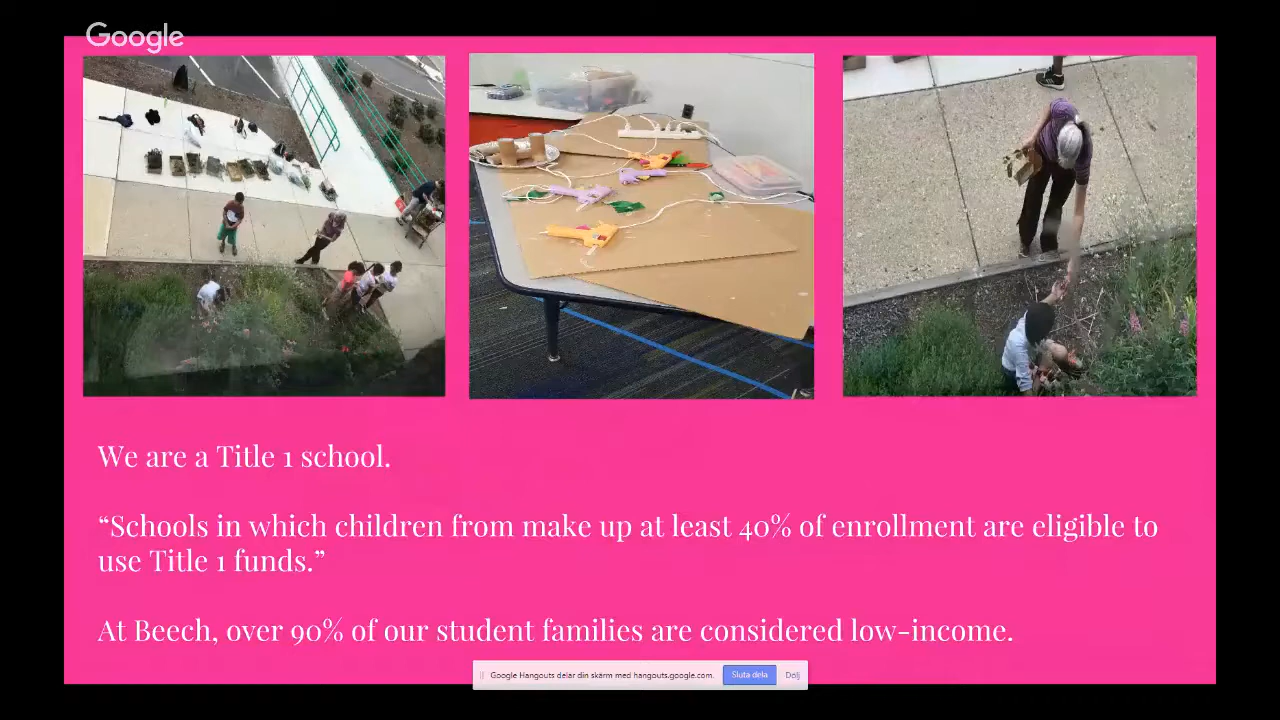 Google
We are a Title 1 school.
“Schools in which children from make up at least 40% of enrollment are eligible to
use Title 1 funds.”
At Beech, over 90% of our student families are considered low-income.
Google Hangouts delar din skärm med hangouts.google.com. Sluta dela Dölj